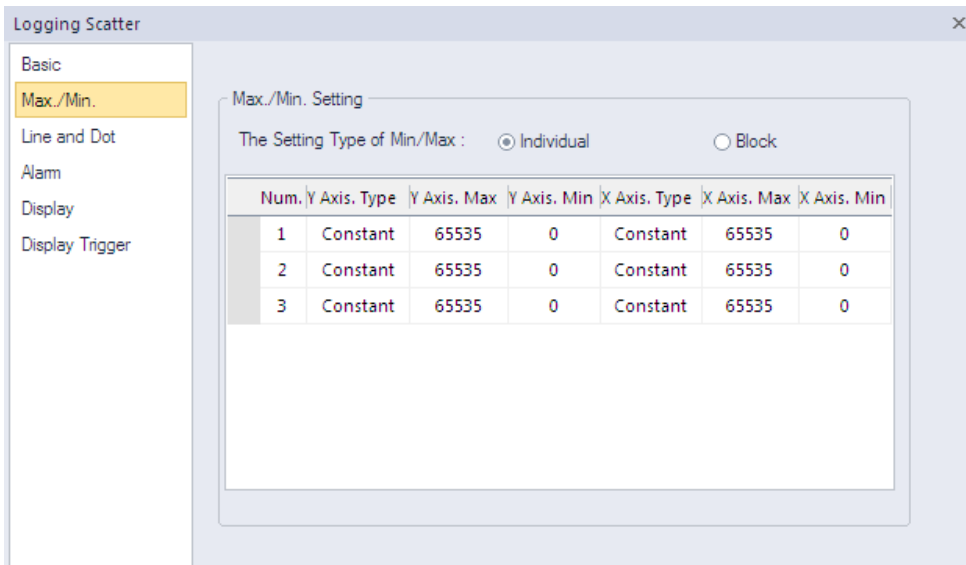 Logging Scatter
Basic
Max./Min.
Line and Dot
Alarm
Display
Display Trigger
Max./Min. Setting
The Setting Type of Min/Max : Individual Block
Num. Y Axis. Type Y Axis. Max Y Axis. Min X Axis. Type X Axis. Max X Axis. Min
1 Constant 65535 0 Constant 65535 0
2 Constant 65535 0 Constant 65535 0
3 Constant 65535 0 Constant 65535 0